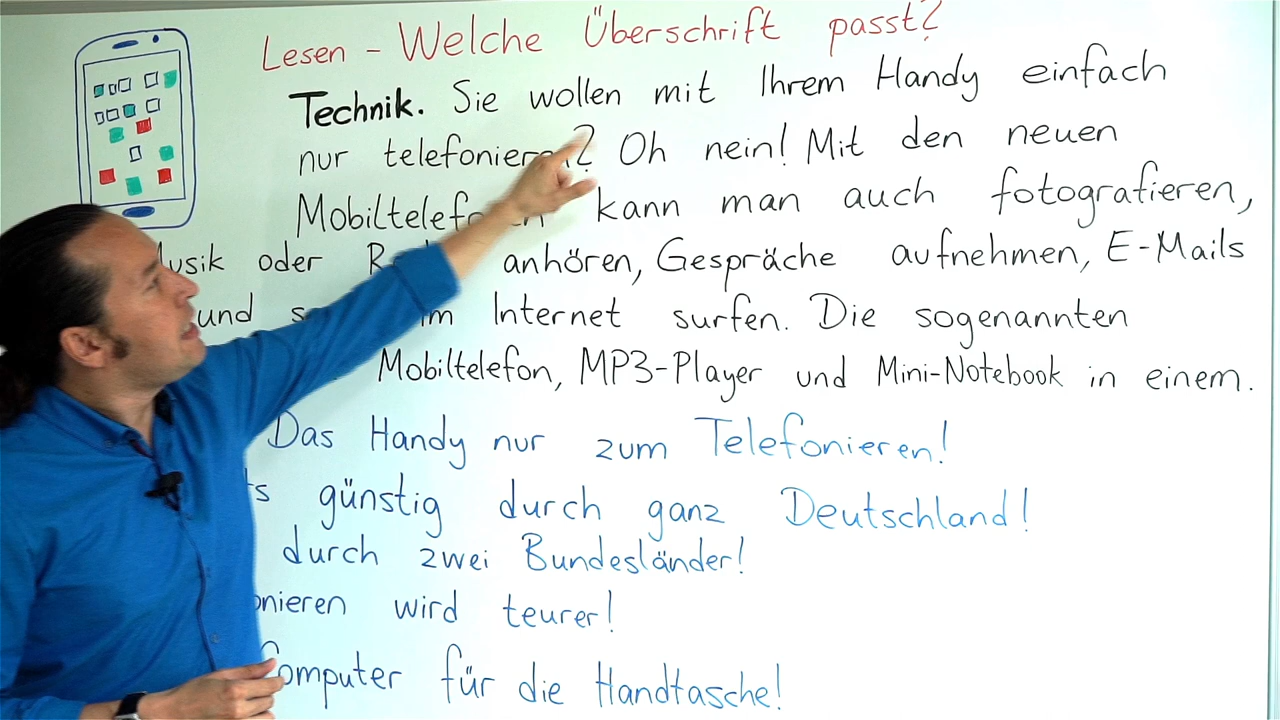 Lesen - Welche Überschrift passt?
Technik. Sie wollen mit Ihrem Handy einfach
nur telefonieren? Oh nein! Mit den neuen
Mobiltelefonen kann man auch fotografieren,
Musik oder anhören, Gespräche aufnehmen, E-Mails
und im Internet surfen. Die sogenannten
Mobiltelefon, MP3-Player und Mini-Notebook in einem.
Das Handy nur zum Telefonieren!
günstig durch ganz Deutschland!
durch zwei Bundesländer!
wird teurer!
Computer für die Handtasche!